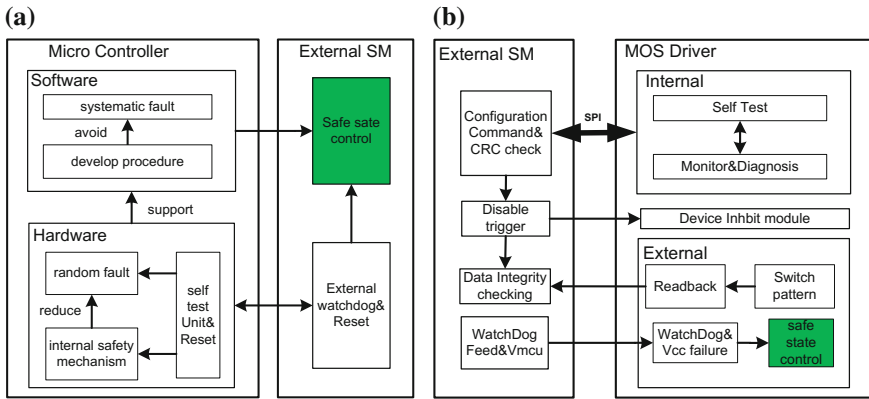 (a)
Micro Controller
External SM
Software
systematic fault
avoid
develop procedure
Safe sate
control
support
Hardware
random fault
reduce
internal safety
mechanism
self
test
Unit&
Reset
External
watchdog&
Reset
(b)
External SM
MOS Driver
Configuration
Command&
CRC check
SPI
Internal
Self Test
Monitor&Diagnosis
Disable
trigger
Device Inhbit module
Data Integrity
checking
External
Readback
Switch
pattern
WatchDog
Feed&Vmcu
WatchDog&
Vcc failure
safe
state
control